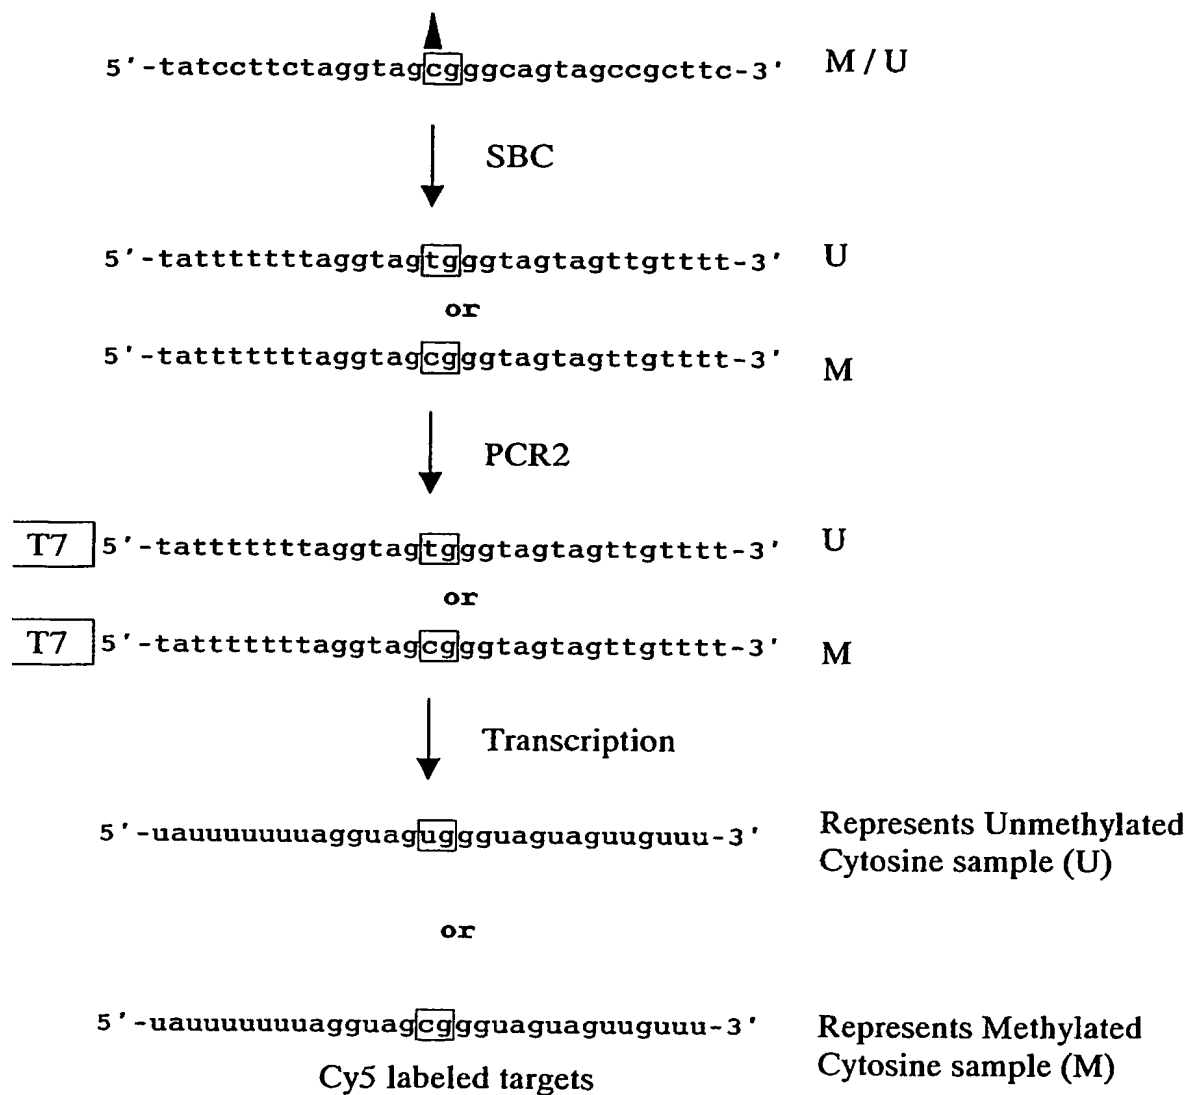 5'-tatccttctaggtagcgggcagtagccgcttc-3' M / U
SBC
5'-tatttttttaggtagtgggtagtagttgtttt-3' U
or
5'-tatttttttaggtagcgggtagtagttgtttt-3' M
PCR2
T7 5'-tatttttttaggtagtgggtagtagttgtttt-3' U
or
T7 5'-tatttttttaggtagcgggtagtagttgtttt-3' M
Transcription
5'-uauuuuuuuagguaguggguaguaguuguuu-3' Represents Unmethylated
Cytosine sample (U)
or
5'-uauuuuuuuagguagcggguaguaguuguuu-3' Represents Methylated
Cytosine sample (M)
Cy5 labeled targets